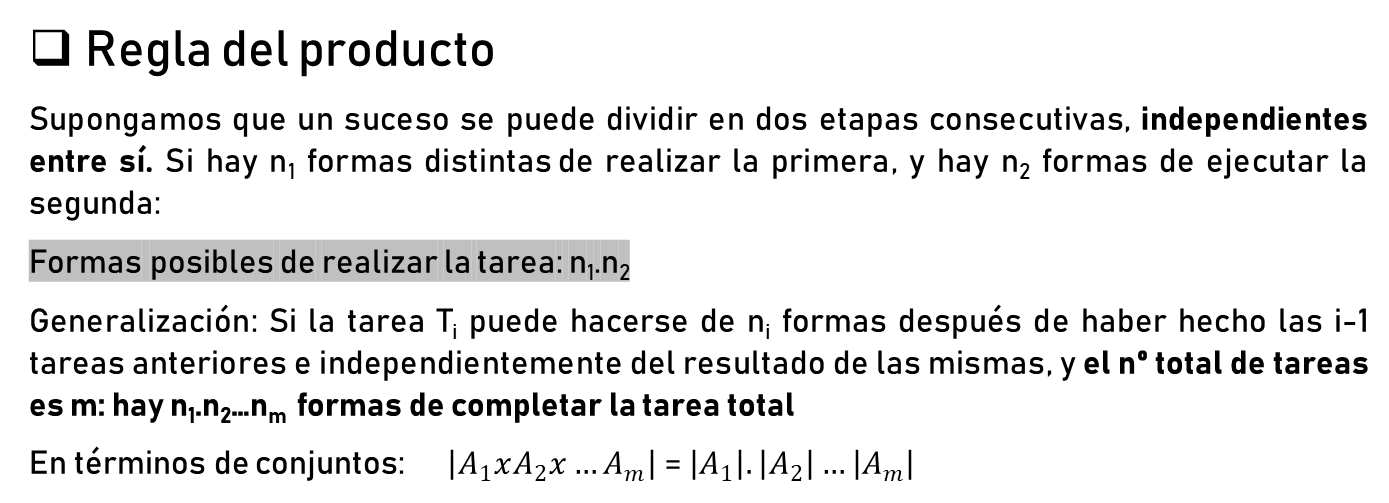 ❑ Regla del producto
Supongamos que un suceso se puede dividir en dos etapas consecutivas, independientes
entre sí. Si hay n₁ formas distintas de realizar la primera, y hay n₂ formas de ejecutar la
segunda:
Formas posibles de realizar la tarea: n₁.n₂
Generalización: Si la tarea Tᵢ puede hacerse de nᵢ formas después de haber hecho las i-1
tareas anteriores e independientemente del resultado de las mismas, y el nº total de tareas
es m: hay n₁.n₂...nₘ formas de completar la tarea total
En términos de conjuntos: |A₁xA₂x ... Aₘ| = |A₁|.|A₂| ... |Aₘ|